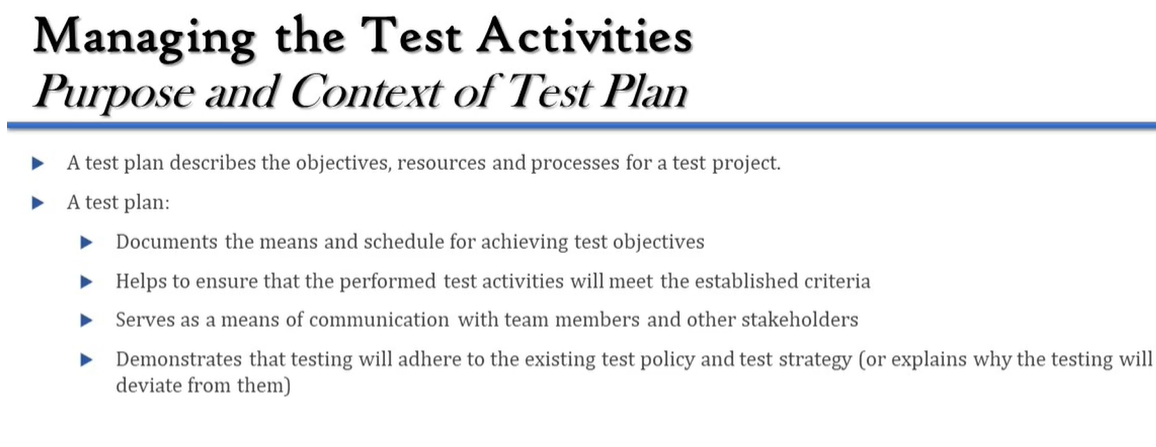 Managing the Test Activities
Purpose and Context of Test Plan
A test plan describes the objectives, resources and processes for a test project.
A test plan:
Documents the means and schedule for achieving test objectives
Helps to ensure that the performed test activities will meet the established criteria
Serves as a means of communication with team members and other stakeholders
Demonstrates that testing will adhere to the existing test policy and test strategy (or explains why the testing will
deviate from them)